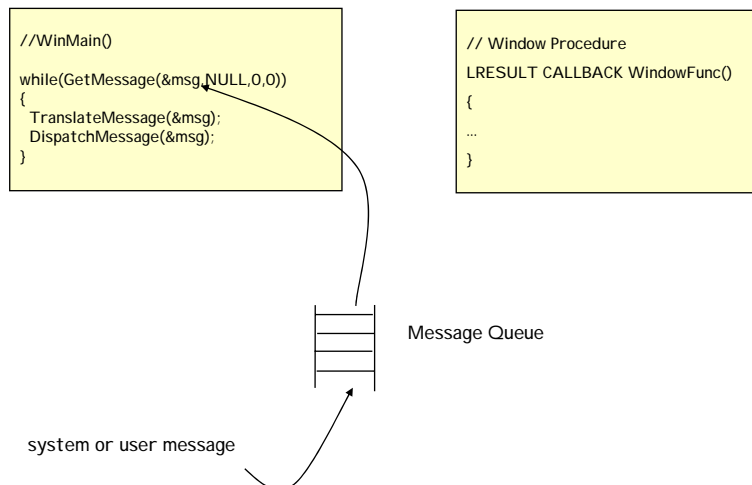 //WinMain()
while(GetMessage(&msg,NULL,0,0))
{
TranslateMessage(&msg);
DispatchMessage(&msg);
}
// Window Procedure
LRESULT CALLBACK WindowFunc()
{
...
}
Message Queue
system or user message